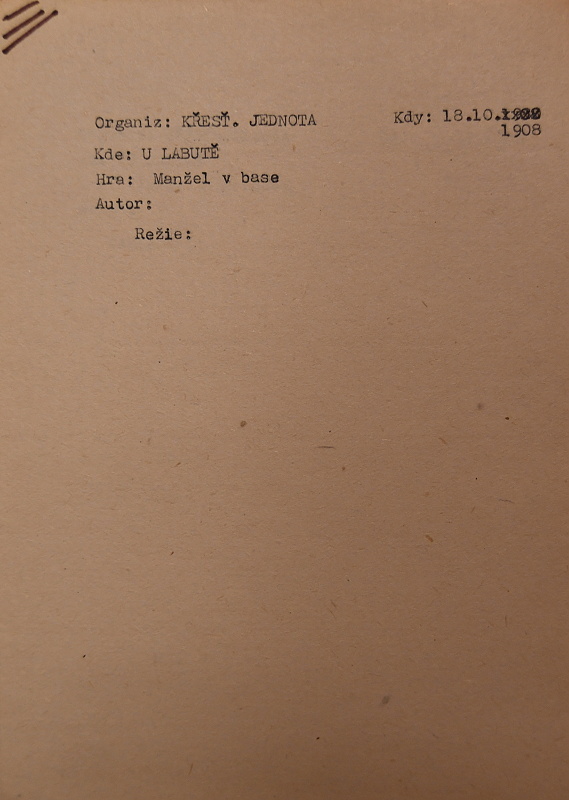 Organiz: KŘESŤ. JEDNOTA Kdy: 18.10.
1908
Kde: U LABUTĚ
Hra: Manžel v base
Autor:
Režie: